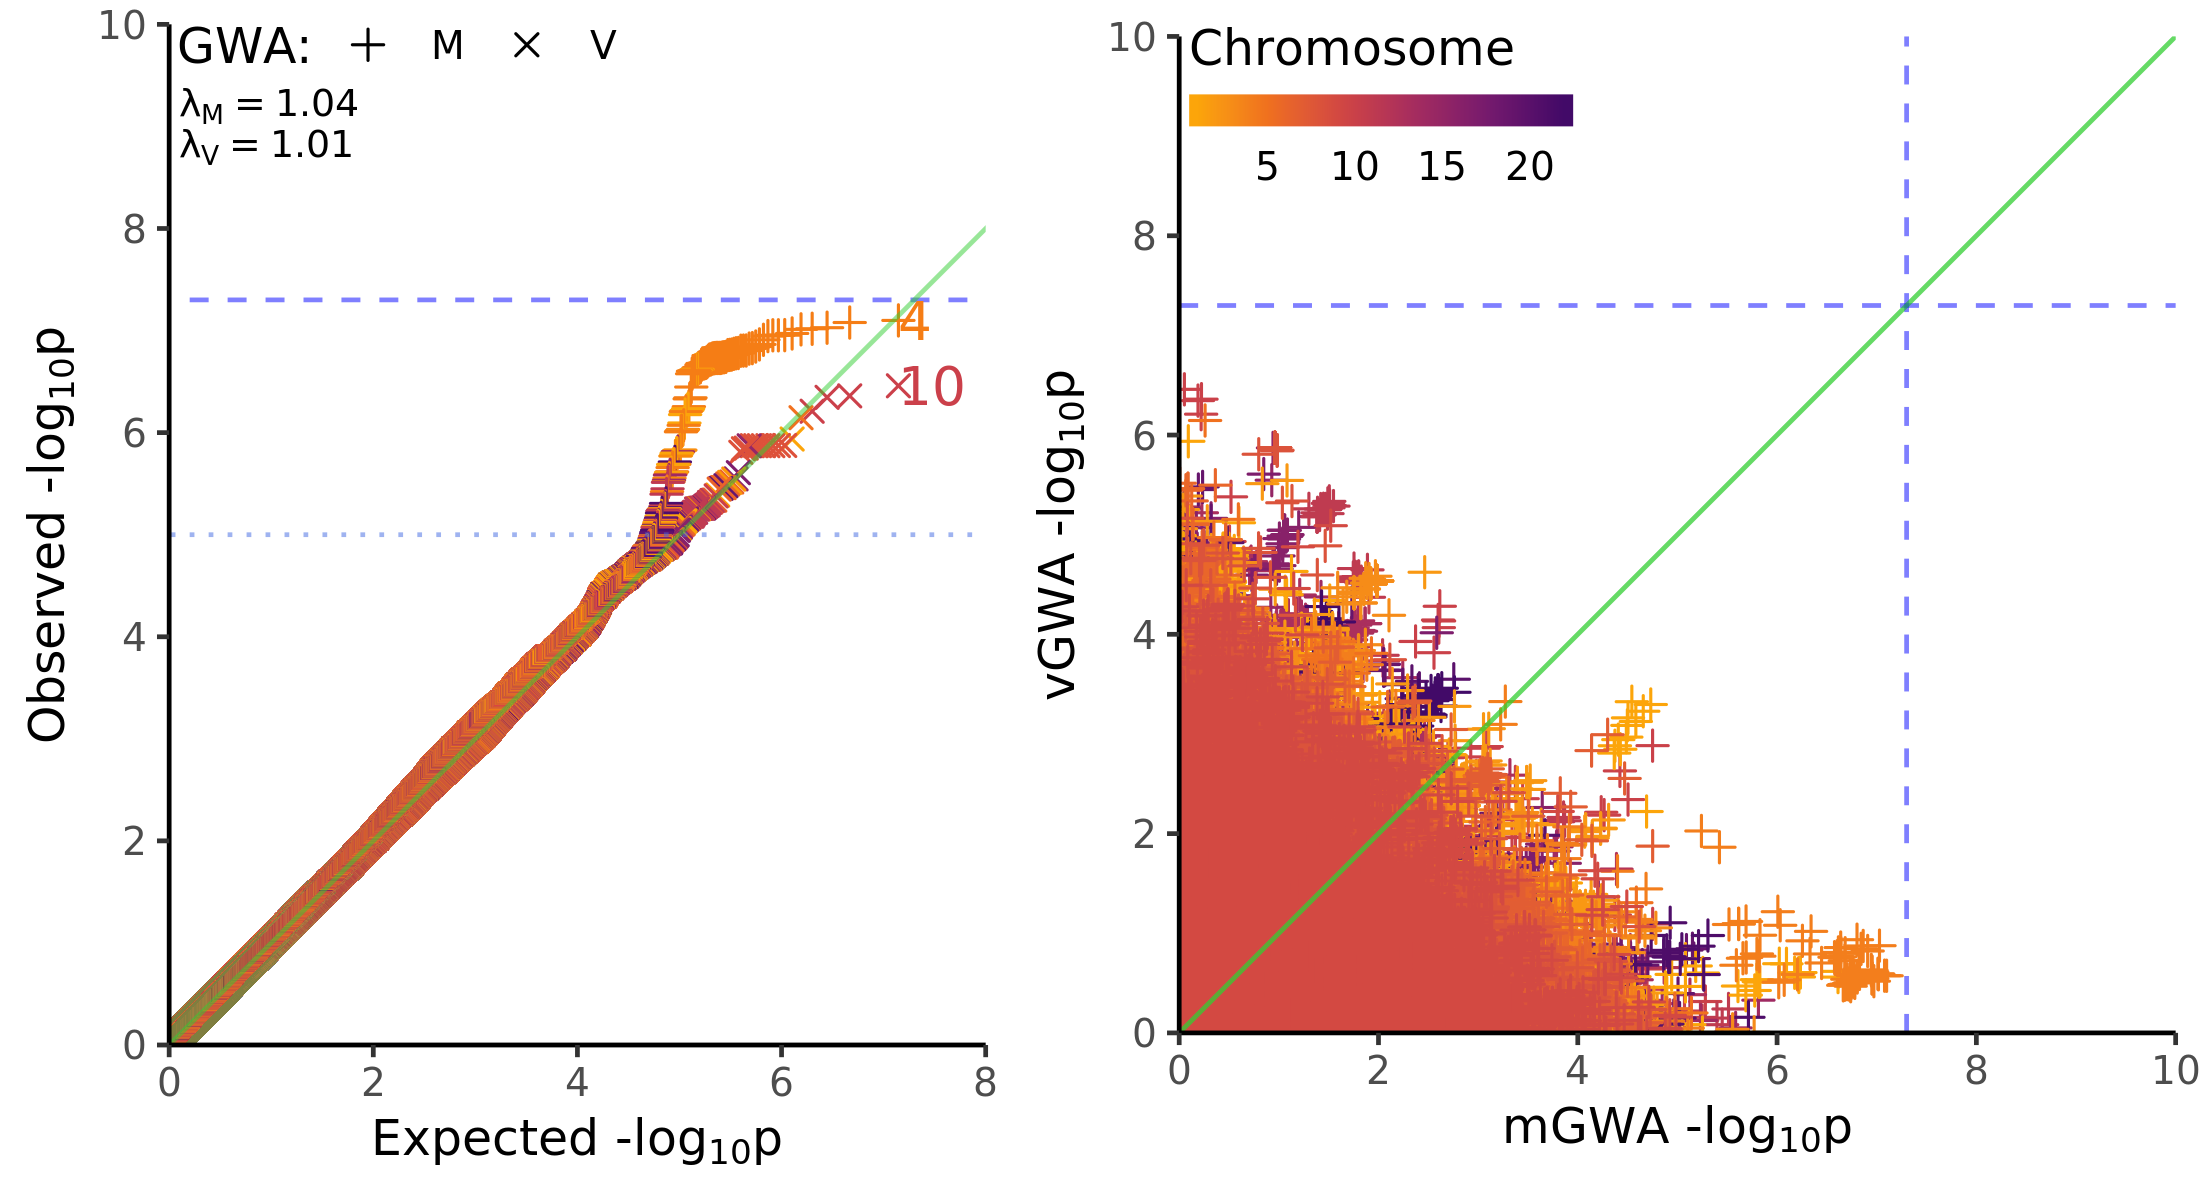 10
GWA: + M × V
λM = 1.04
λV = 1.01
8
6
4
2
0
4
10
0 2 4 6 8
Expected -log10p
Observed -log10p
10
Chromosome
5 10 15 20
8
6
4
2
0
0 2 4 6 8 10
mGWA -log10p
vGWA -log10p